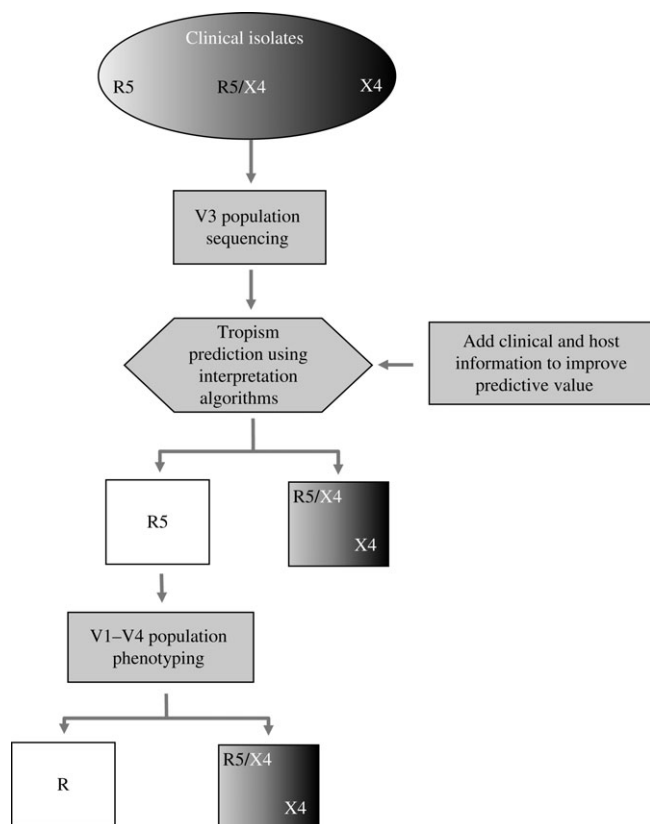 Clinical isolates
R5 R5/X4 X4
V3 population
sequencing
Tropism
prediction using
interpretation
algorithms
Add clinical and host
information to improve
predictive value
R5
R5/X4
X4
V1–V4 population
phenotyping
R
R5/X4
X4